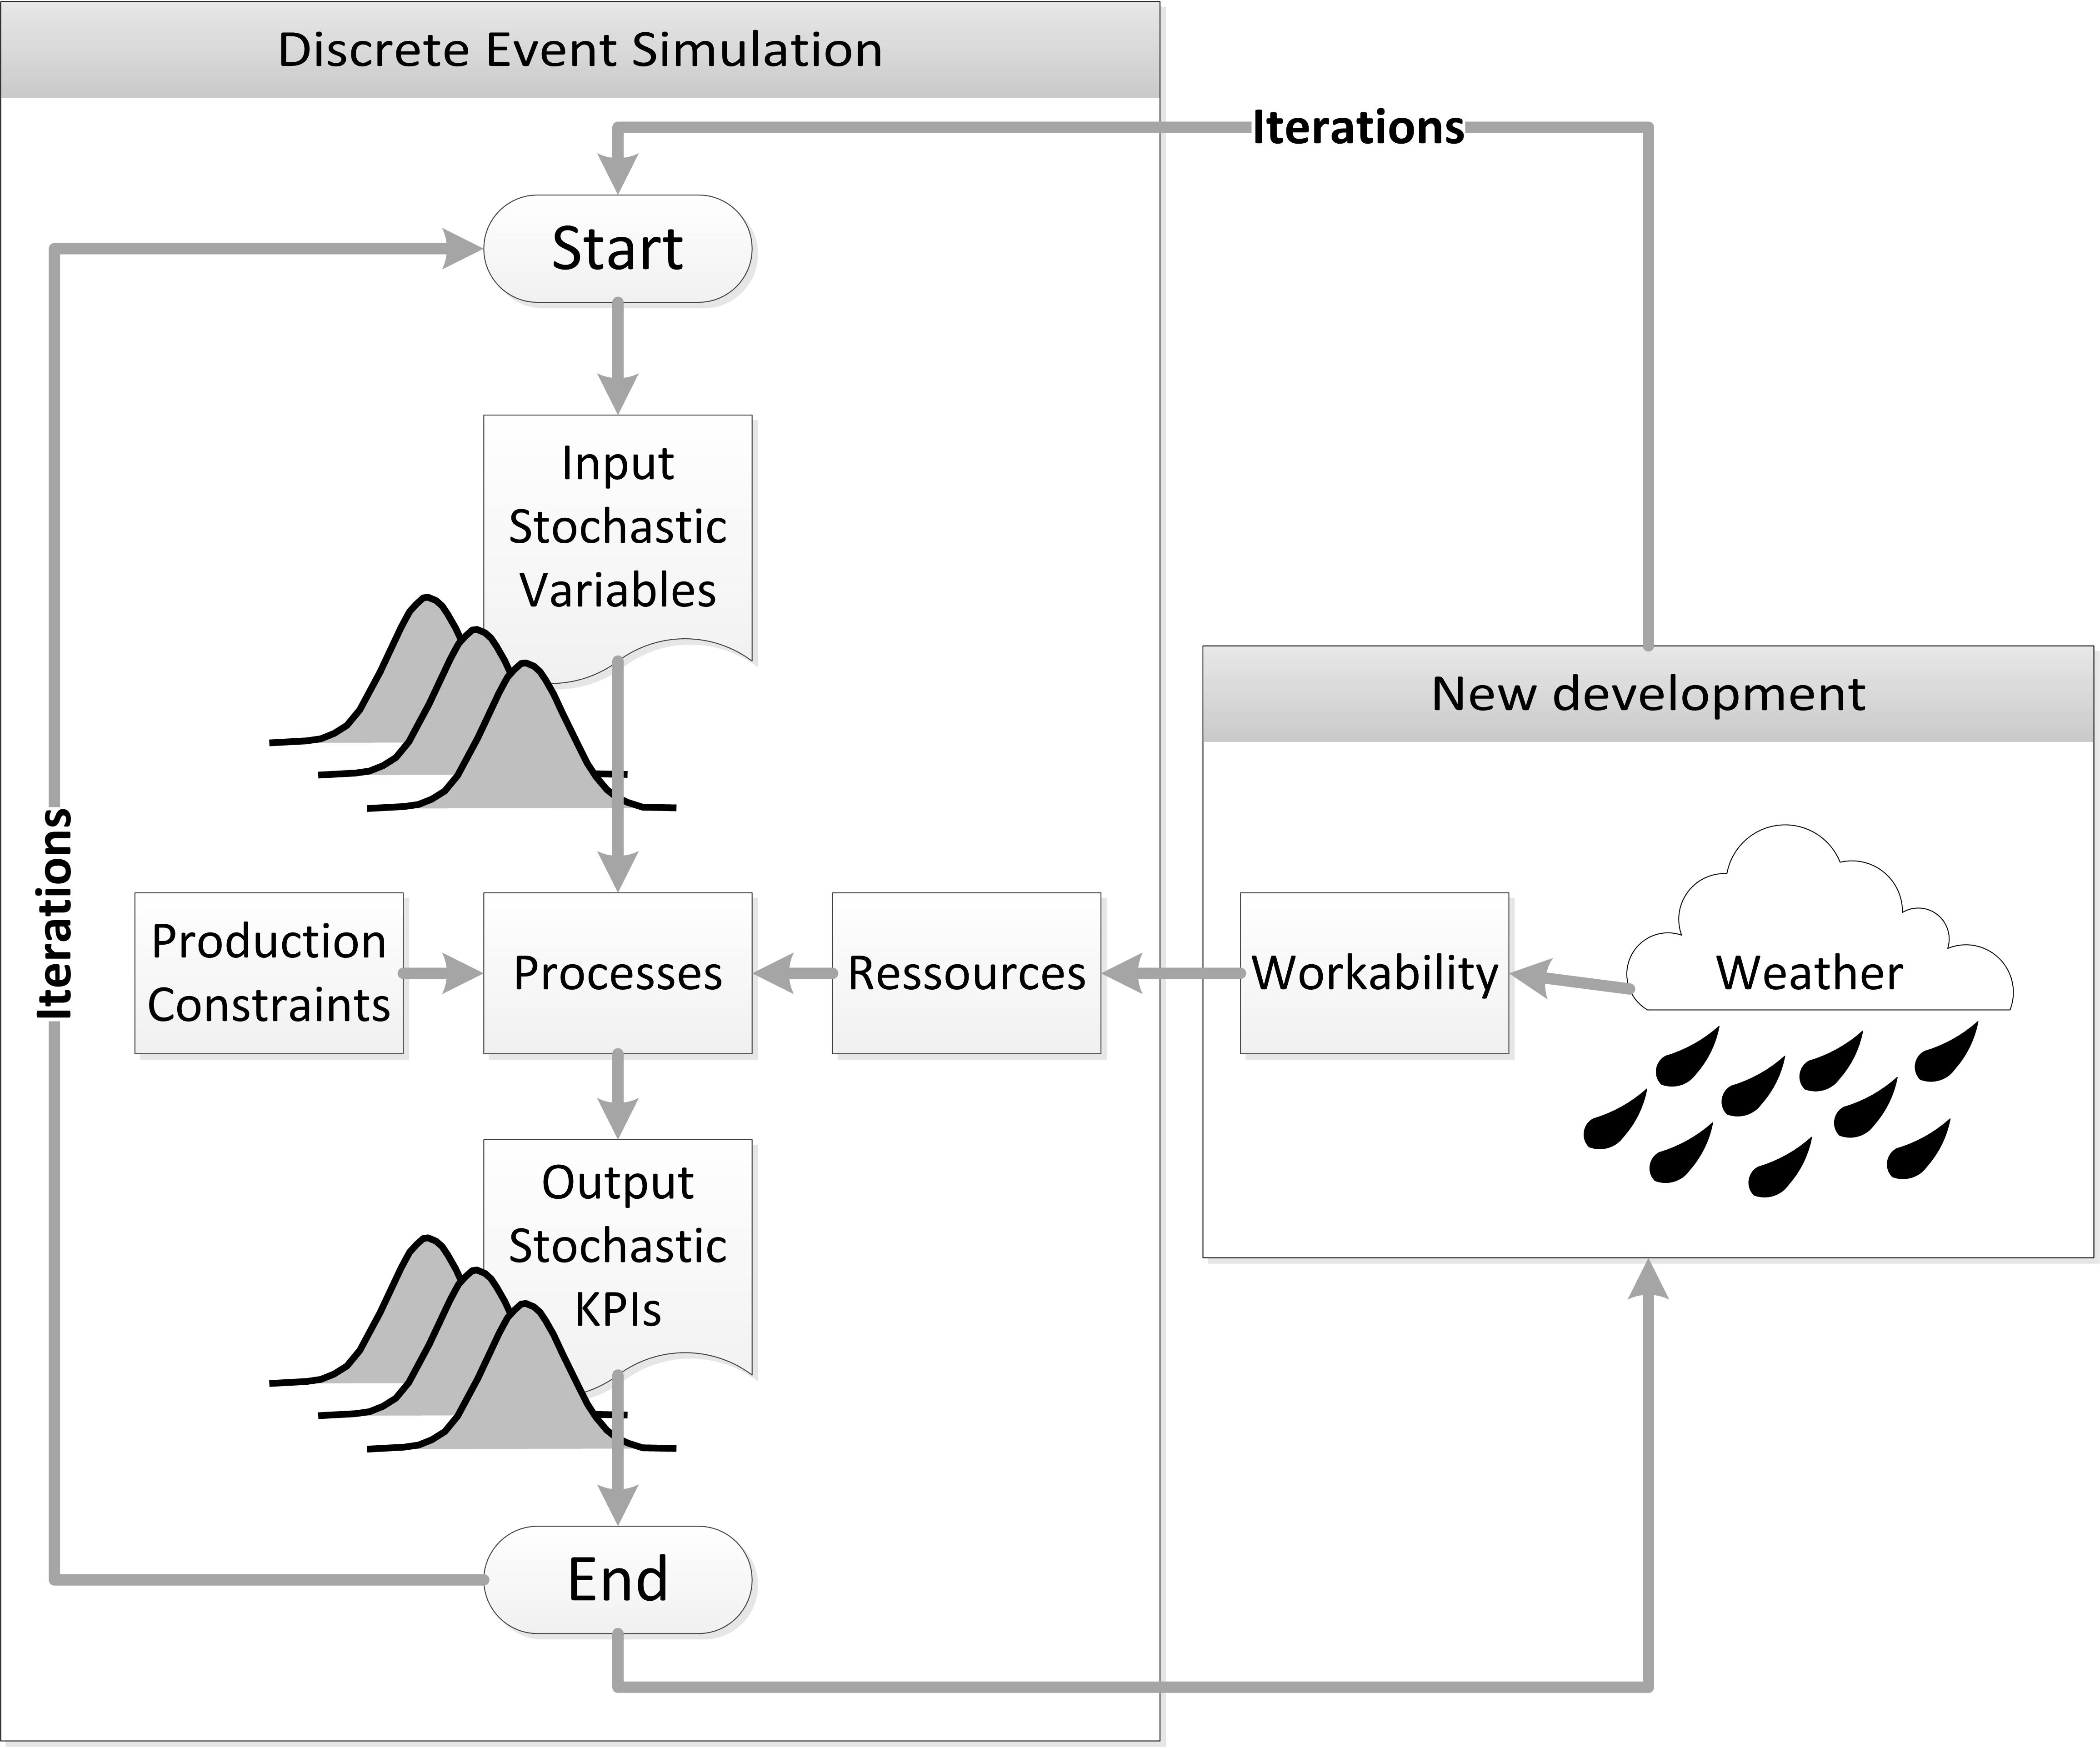 Discrete Event Simulation
Iterations
Start
Input
Stochastic
Variables
New development
Iterations
Production
Constraints
Processes
Ressources
Workability
Weather
Output
Stochastic
KPIs
End